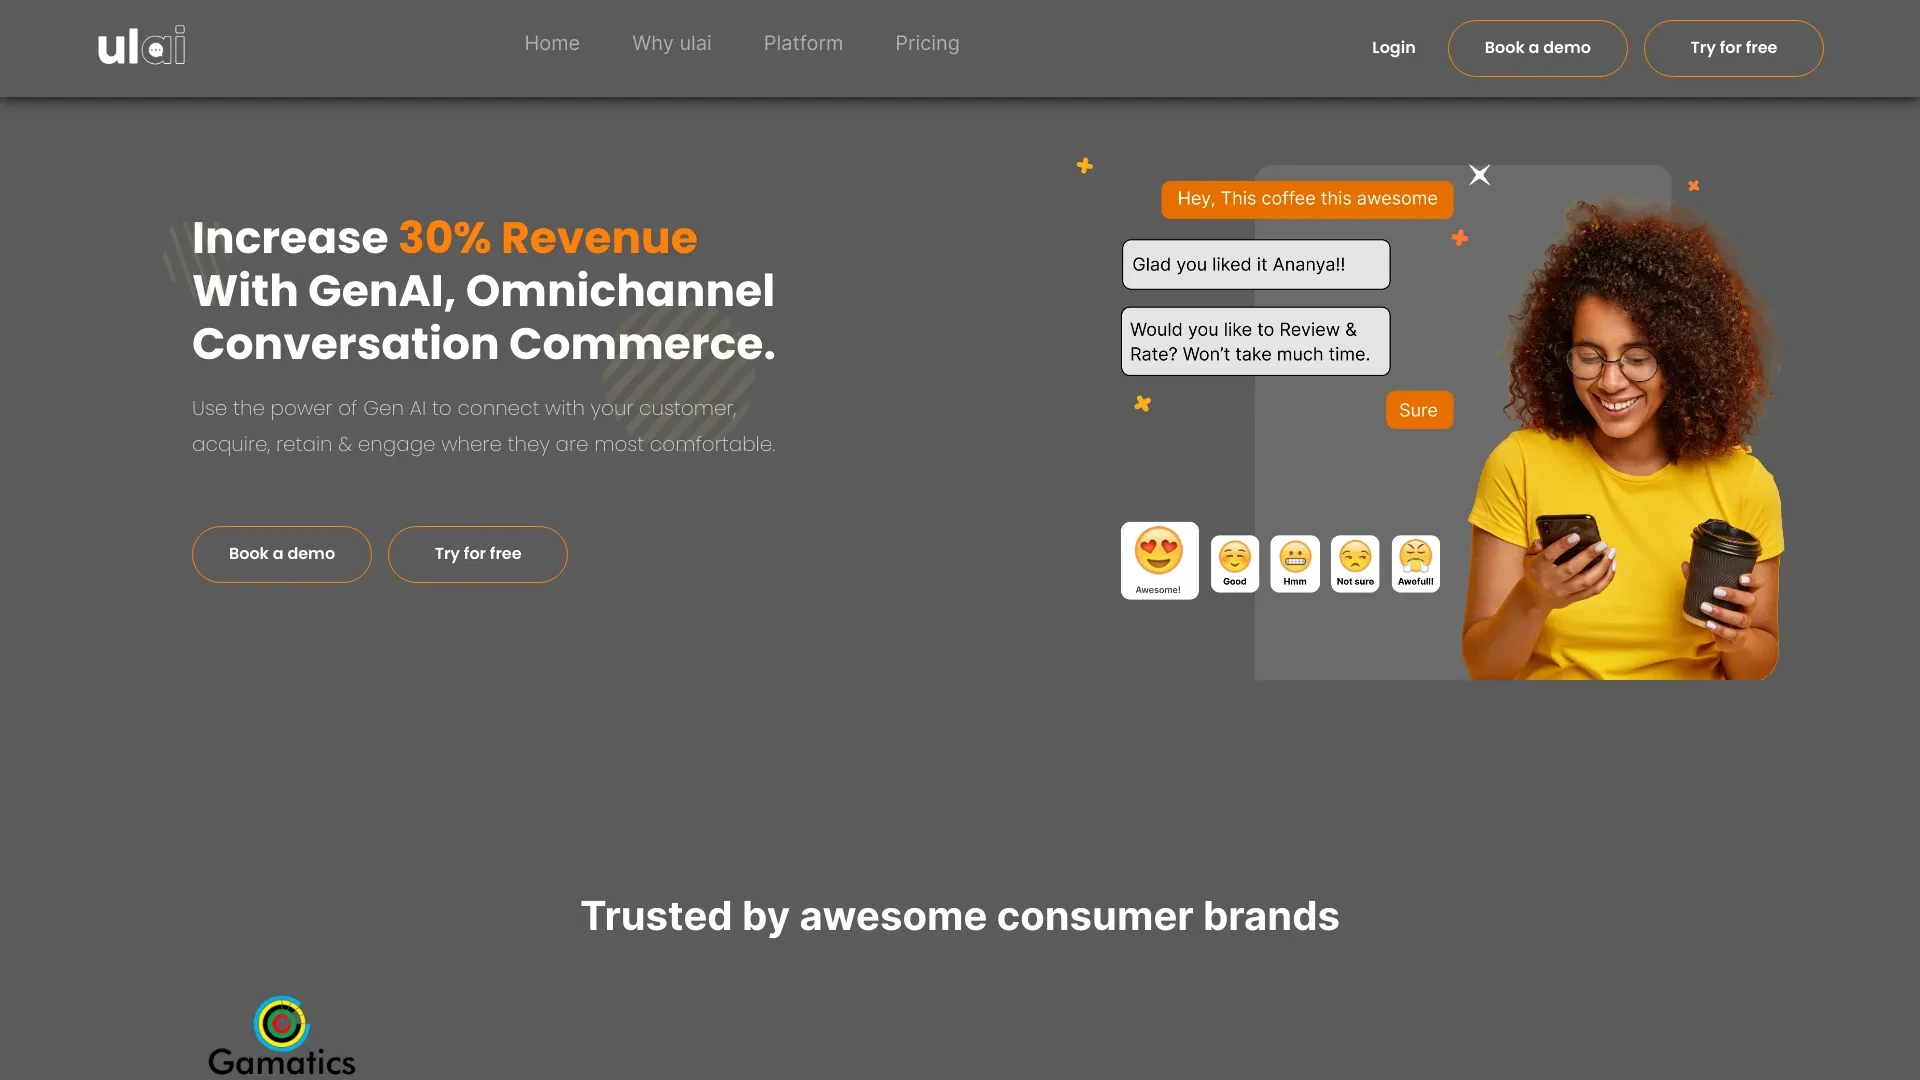 ulai
Home
Why ulai
Platform
Pricing
Login
Book a demo
Try for free
Increase 30% Revenue
With GenAI, Omnichannel
Conversation Commerce.
Use the power of Gen AI to connect with your customer,
acquire, retain & engage where they are most comfortable.
Book a demo
Try for free
Hey, This coffee this awesome
Glad you liked it Ananya!!
Would you like to Review &
Rate? Won’t take much time.
Sure
Awesome!
Good
Hmm
Not sure
Awefull!
Trusted by awesome consumer brands
Gamatics